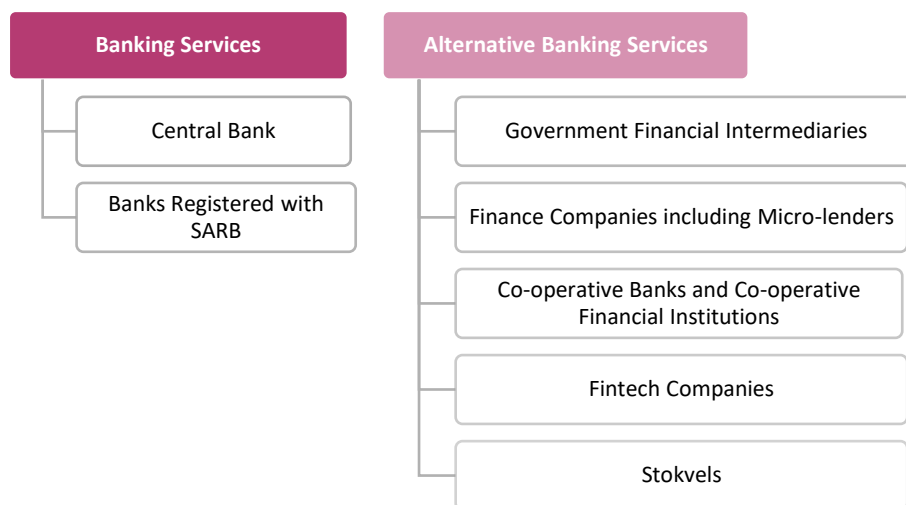 Banking Services
Central Bank
Banks Registered with
SARB
Alternative Banking Services
Government Financial Intermediaries
Finance Companies including Micro-lenders
Co-operative Banks and Co-operative
Financial Institutions
Fintech Companies
Stokvels